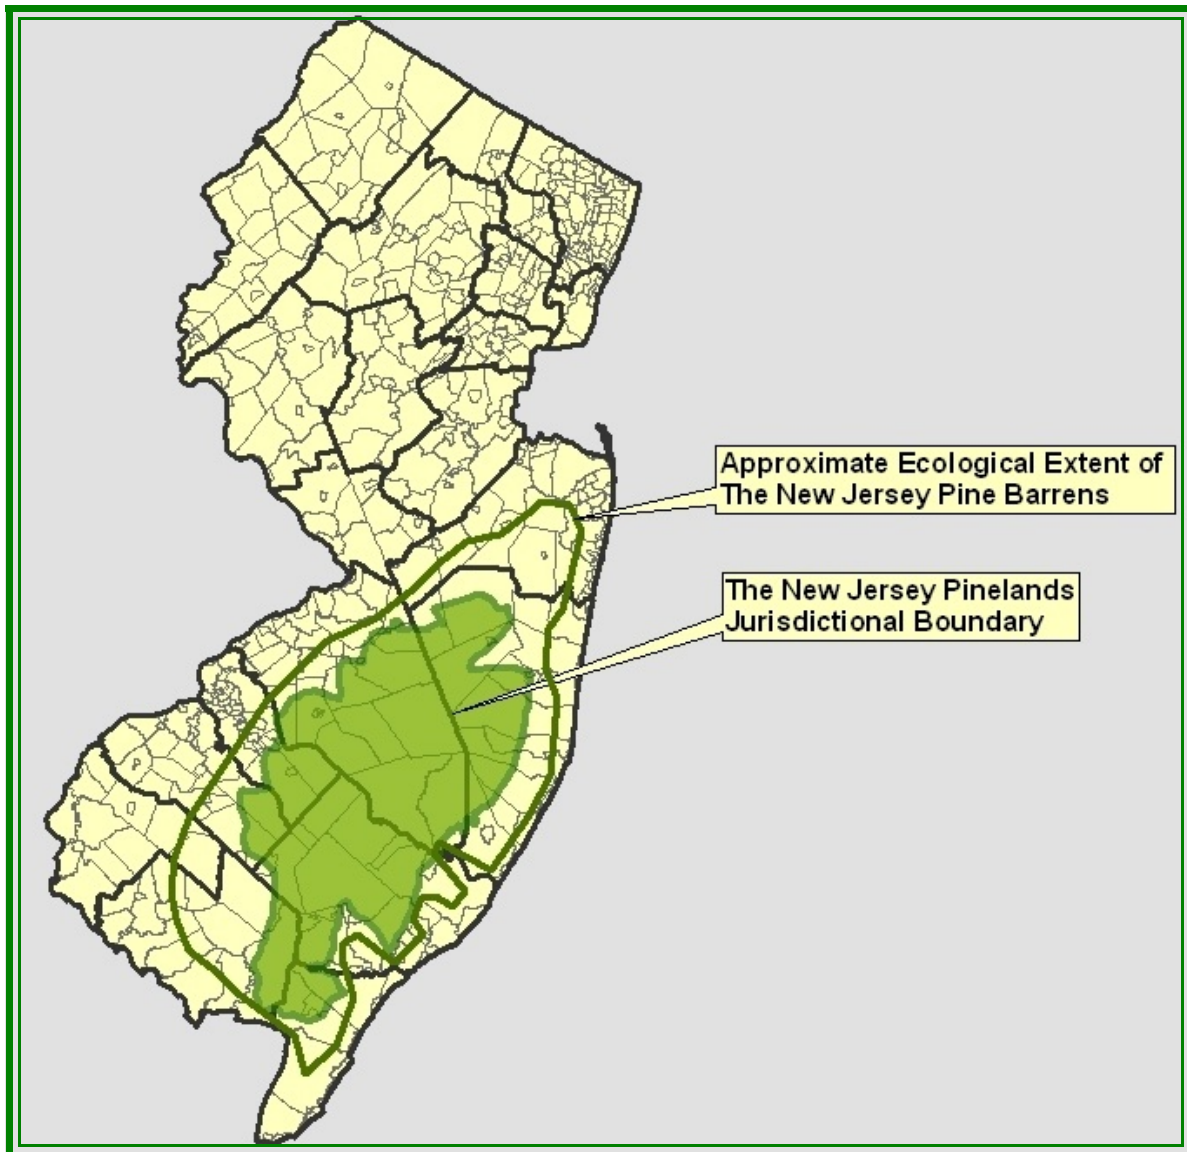 Approximate Ecological Extent of
The New Jersey Pine Barrens
The New Jersey Pinelands
Jurisdictional Boundary